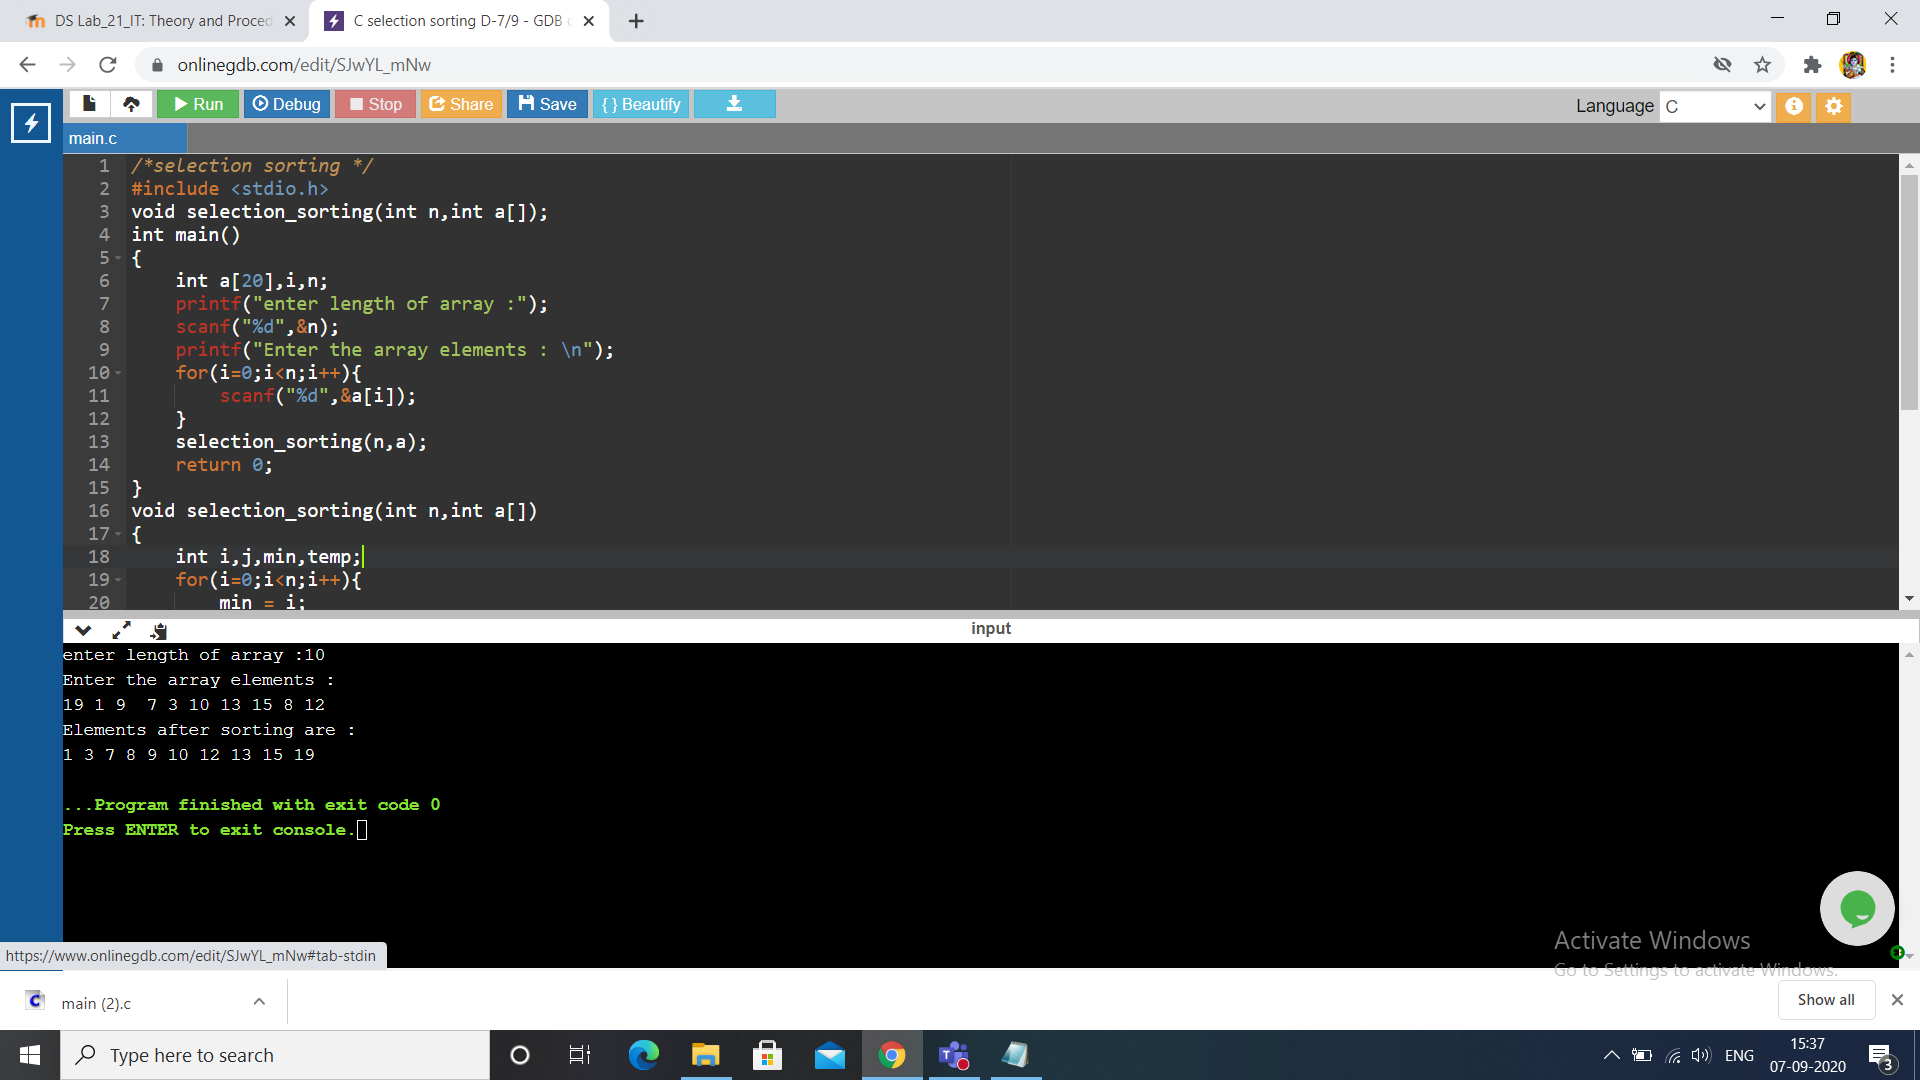 DS Lab_21_IT: Theory and Proced
C selection sorting D-7/9 - GDB
onlinegdb.com/edit/SJwYL_mNw
Run Debug Stop Share Save { } Beautify
Language C
main.c
1 /*selection sorting */
2 #include <stdio.h>
3 void selection_sorting(int n,int a[]);
4 int main()
5 {
6 int a[20],i,n;
7 printf("enter length of array :");
8 scanf("%d",&n);
9 printf("Enter the array elements : \n");
10 for(i=0;i<n;i++){
11 scanf("%d",&a[i]);
12 }
13 selection_sorting(n,a);
14 return 0;
15 }
16 void selection_sorting(int n,int a[])
17 {
18 int i,j,min,temp;
19 for(i=0;i<n;i++){
20 min = i;
input
enter length of array :10
Enter the array elements :
19 1 9  7 3 10 13 15 8 12
Elements after sorting are :
1 3 7 8 9 10 12 13 15 19
...Program finished with exit code 0
Press ENTER to exit console.
Activate Windows
Go to Settings to activate Windows.
https://www.onlinegdb.com/edit/SJwYL_mNw#tab-stdin
main (2).c
Show all
Type here to search
ENG
15:37
07-09-2020
3